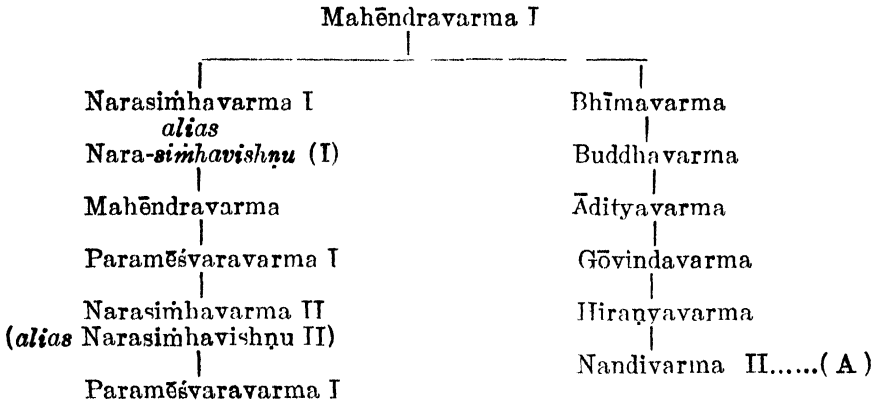 Mahēndravarma I
Narasiṁhavarma I
alias
Nara-siṁhavishṇu (I)
Mahēndravarma
Paramēśvaravarma I
Narasiṁhavarma II
(alias Narasiṁhavishṇu II)
Paramēśvaravarma I
Bhīmavarma
Buddhavarma
Ādityavarma
Gōvindavarma
Hiraṇyavarma
Nandivarma II......(A)